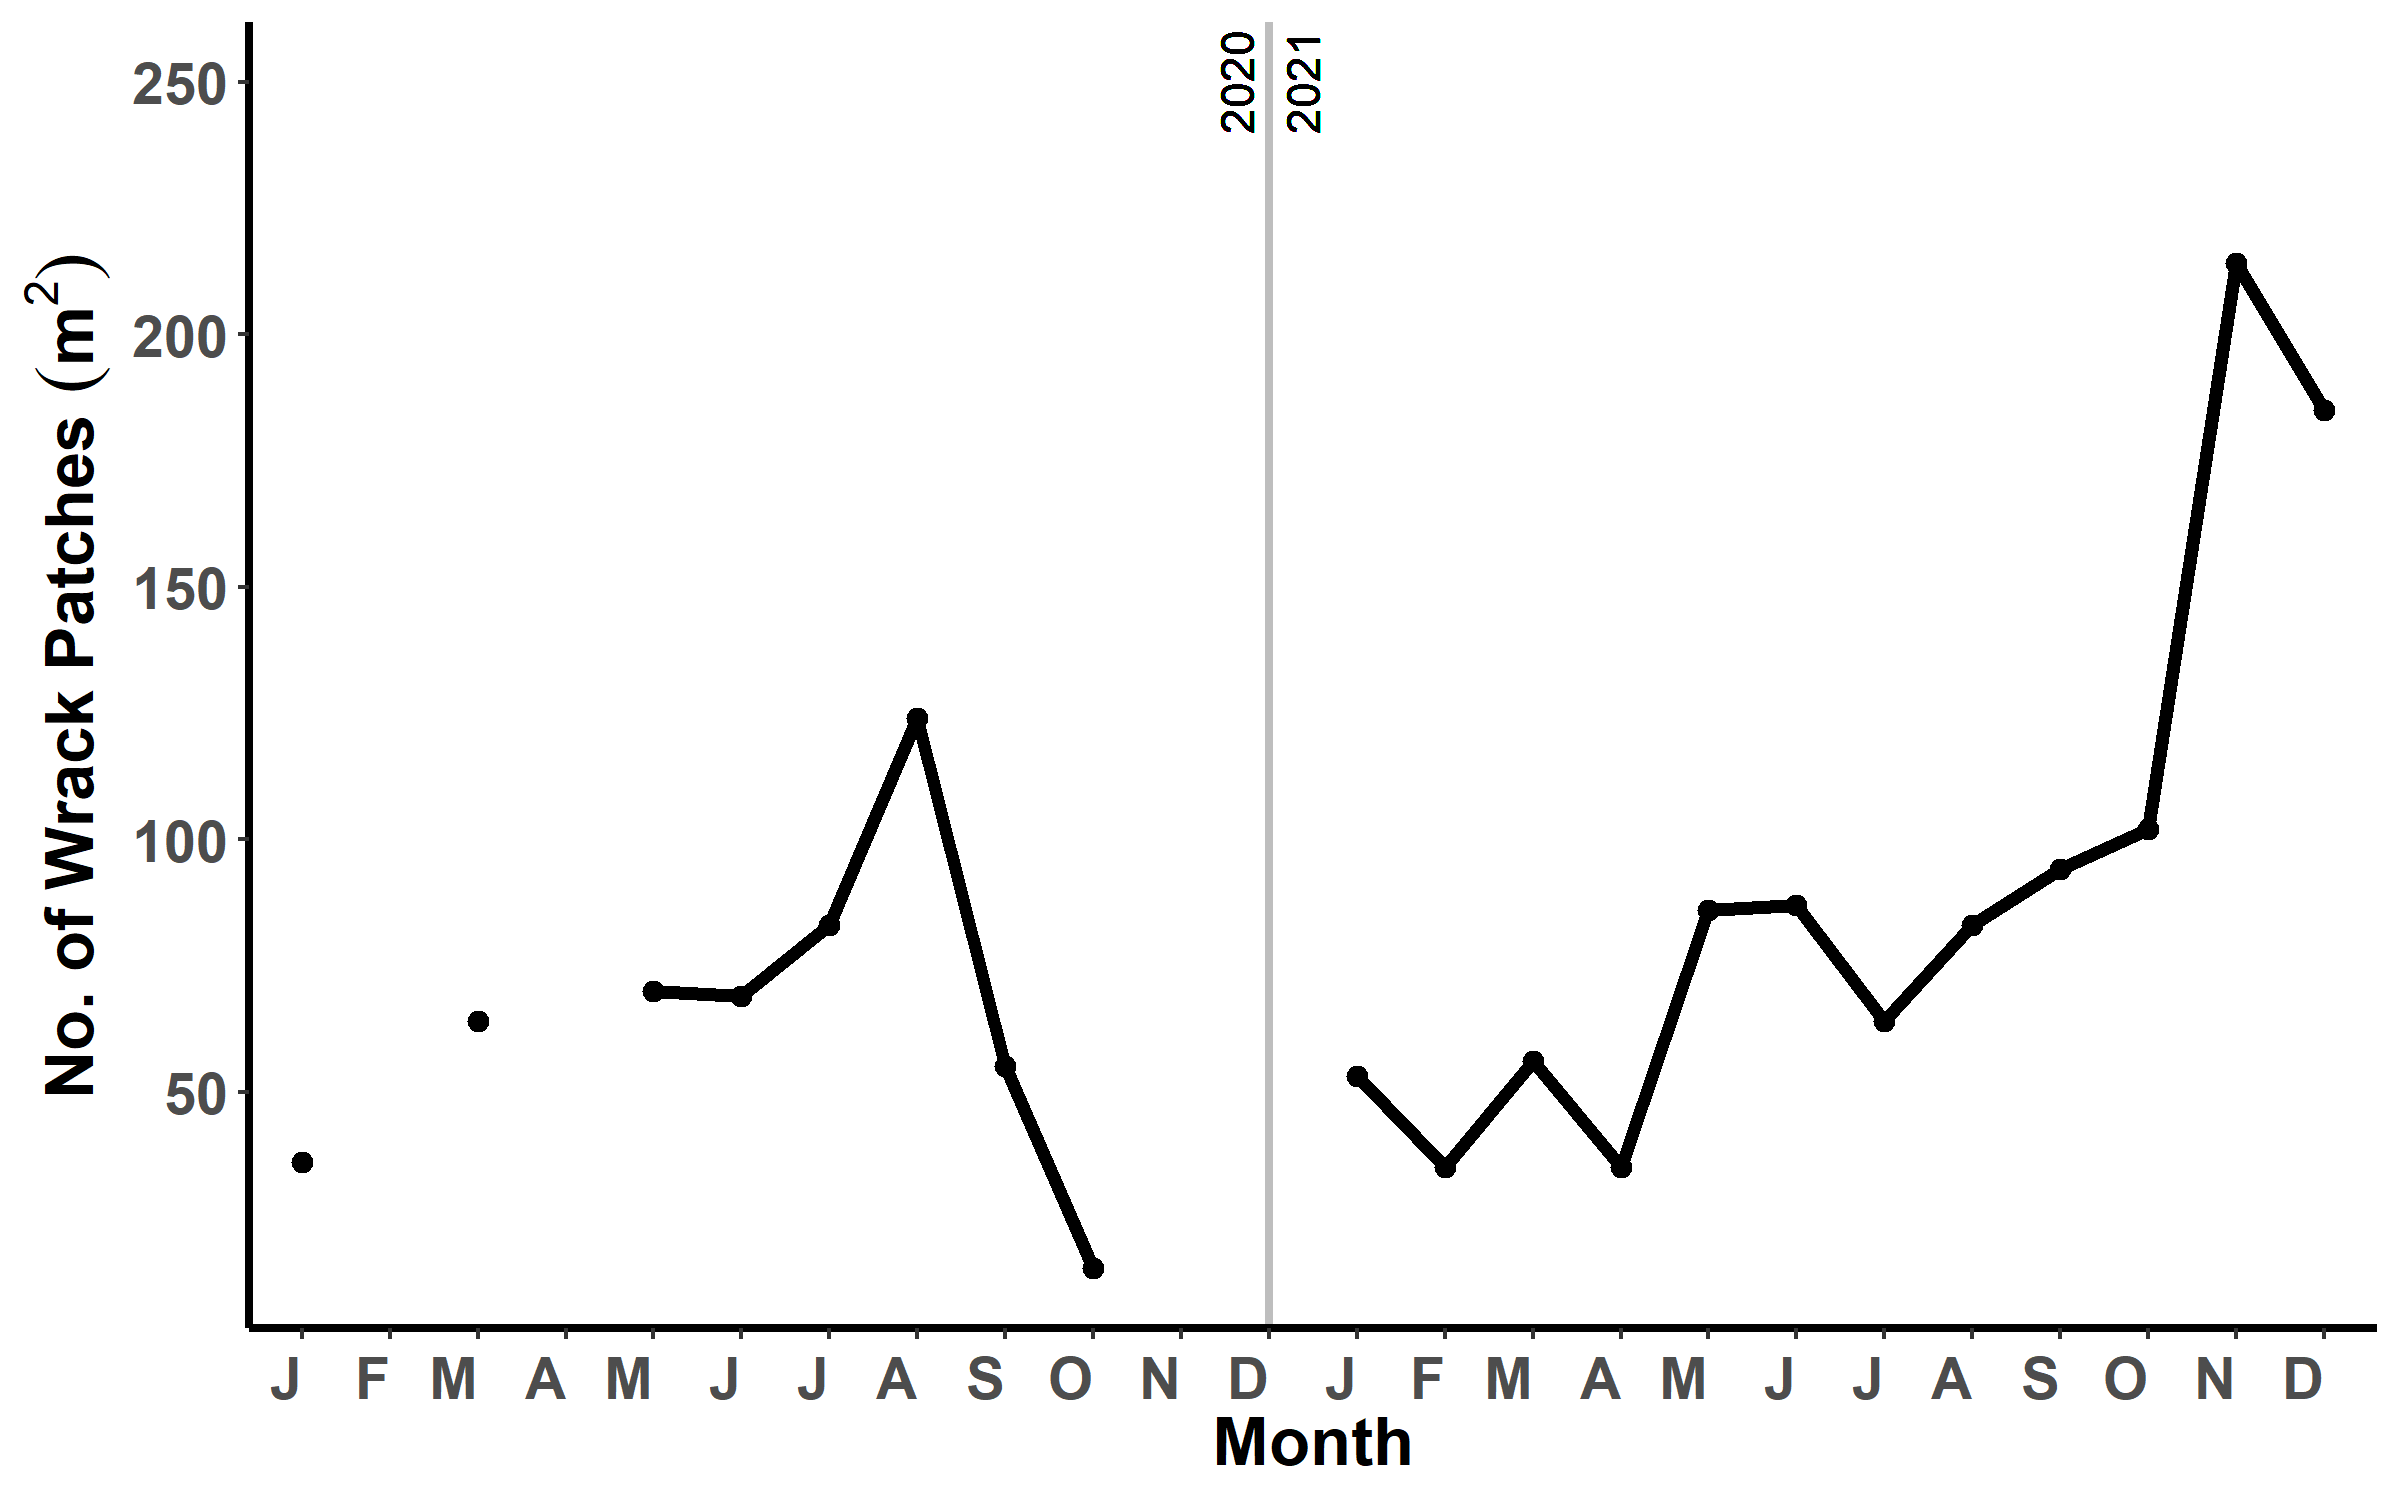 No. of Wrack Patches (m²)
250
200
150
100
50
2020
2021
J F M A M J J A S O N D J F M A M J J A S O N D
Month